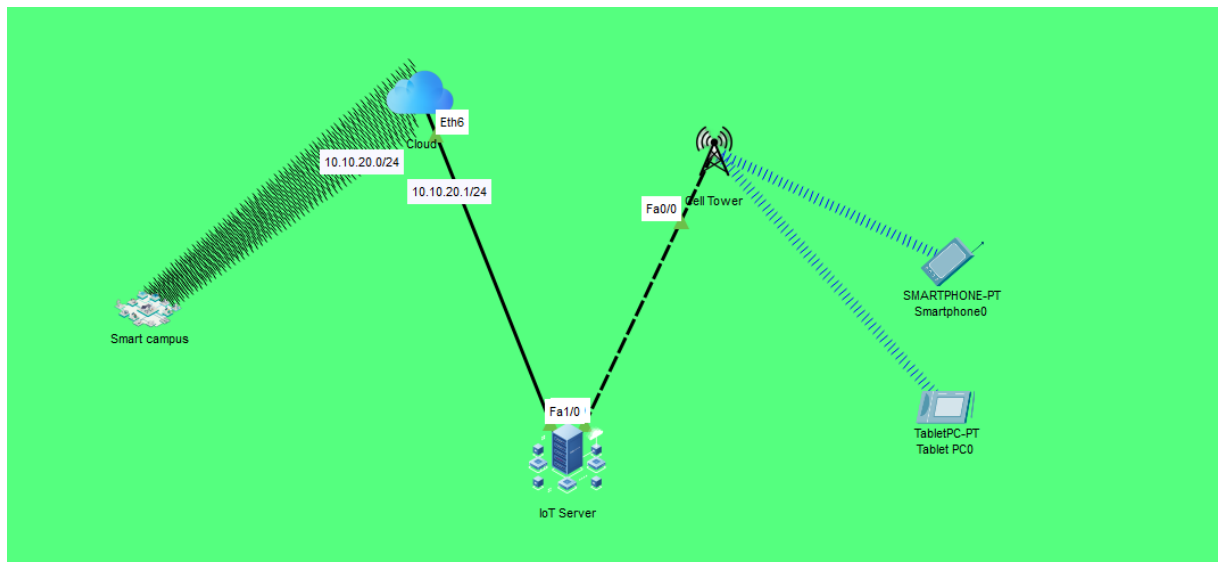 Eth6
Cloud
10.10.20.0/24
10.10.20.1/24
Cell Tower
Fa0/0
SMARTPHONE-PT
Smartphone0
Smart campus
Fa1/0
TabletPC-PT
Tablet PC0
IoT Server